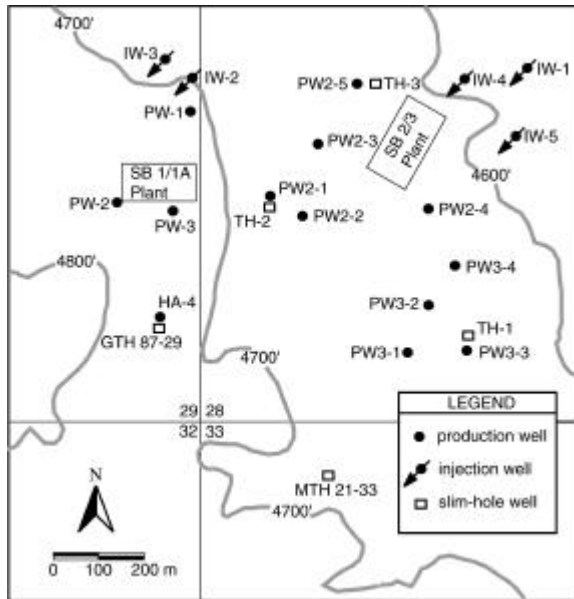 4700'
IW-3
IW-2
PW-1
PW2-5
TH-3
IW-4
IW-1
IW-5
PW2-3
SB 2/3
Plant
4600'
SB 1/1A
Plant
PW-2
PW-3
PW2-1
TH-2
PW2-2
PW2-4
4800'
PW3-4
HA-4
GTH 87-29
PW3-2
TH-1
4700'
PW3-1
PW3-3
29 28
32 33
LEGEND
production well
injection well
slim-hole well
N
MTH 21-33
4700'
0 100 200 m